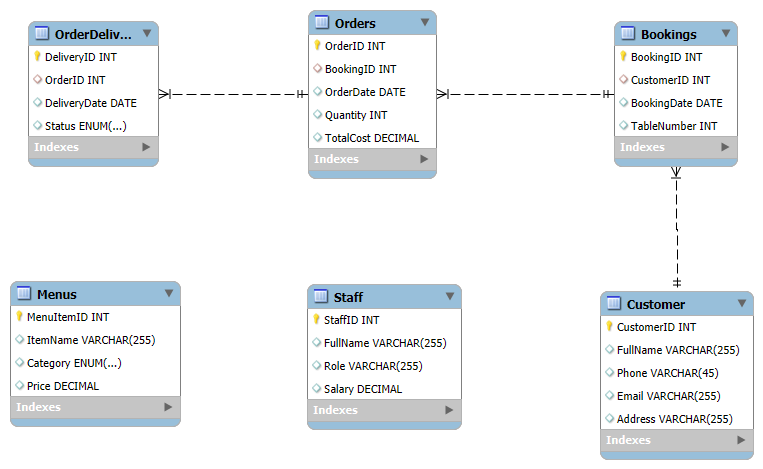 OrderDeliv...
DeliveryID INT
OrderID INT
DeliveryDate DATE
Status ENUM(...)
Indexes
Orders
OrderID INT
BookingID INT
OrderDate DATE
Quantity INT
TotalCost DECIMAL
Indexes
Bookings
BookingID INT
CustomerID INT
BookingDate DATE
TableNumber INT
Indexes
Menus
MenuItemID INT
ItemName VARCHAR(255)
Category ENUM(...)
Price DECIMAL
Indexes
Staff
StaffID INT
FullName VARCHAR(255)
Role VARCHAR(255)
Salary DECIMAL
Indexes
Customer
CustomerID INT
FullName VARCHAR(255)
Phone VARCHAR(45)
Email VARCHAR(255)
Address VARCHAR(255)
Indexes